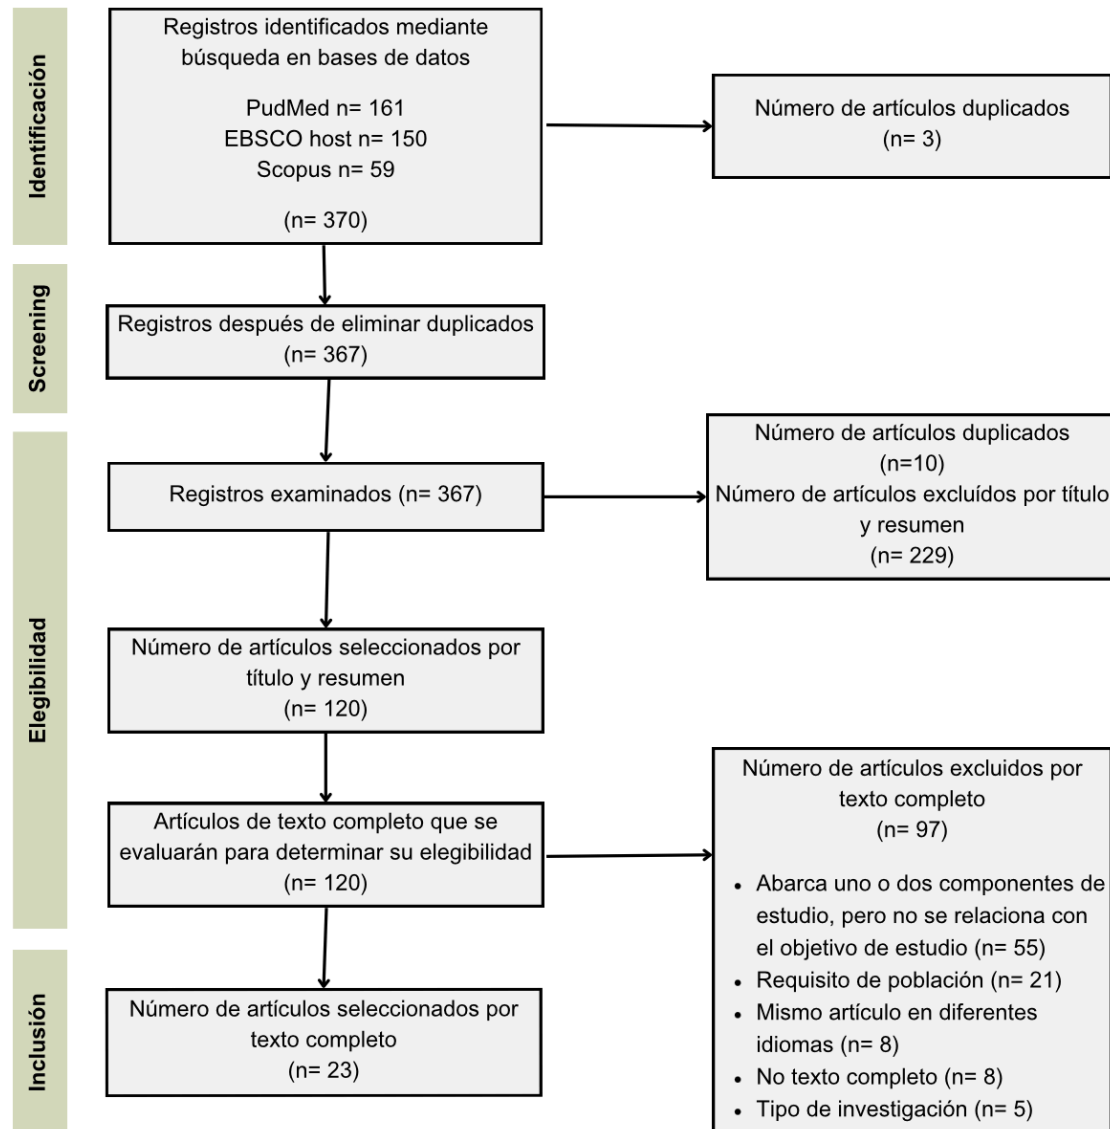 Identificación
Registros identificados mediante
búsqueda en bases de datos
PudMed n= 161
EBSCO host n= 150
Scopus n= 59
(n= 370)
Número de artículos duplicados
(n= 3)
Screening
Registros después de eliminar duplicados
(n= 367)
Elegibilidad
Registros examinados (n= 367)
Número de artículos duplicados
(n=10)
Número de artículos excluídos por título
y resumen
(n= 229)
Número de artículos seleccionados por
título y resumen
(n= 120)
Artículos de texto completo que se
evaluarán para determinar su elegibilidad
(n= 120)
Número de artículos excluidos por
texto completo
(n= 97)
• Abarca uno o dos componentes de
estudio, pero no se relaciona con
el objetivo de estudio (n= 55)
• Requisito de población (n= 21)
• Mismo artículo en diferentes
idiomas (n= 8)
• No texto completo (n= 8)
• Tipo de investigación (n= 5)
Inclusión
Número de artículos seleccionados por
texto completo
(n= 23)